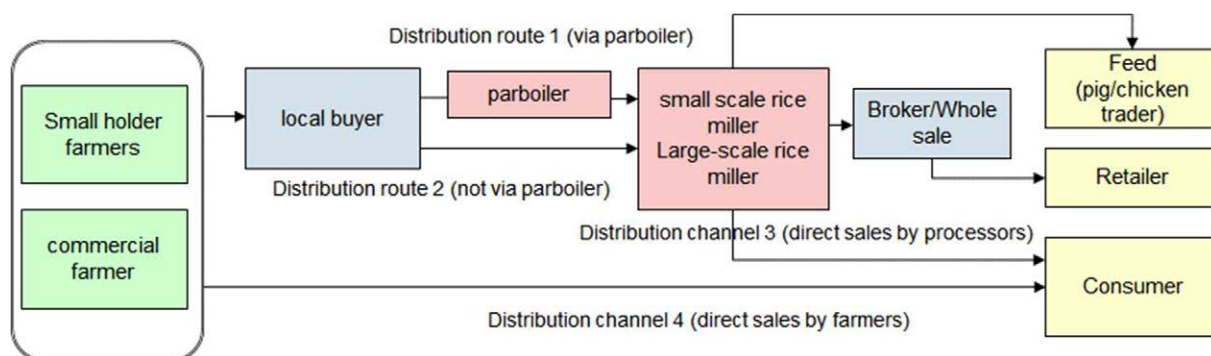 Distribution route 1 (via parboiler)
Feed
(pig/chicken
trader)
Small holder
farmers
local buyer
parboiler
small scale rice
miller
Large-scale rice
miller
Broker/Whole
sale
Distribution route 2 (not via parboiler)
Retailer
commercial
farmer
Distribution channel 3 (direct sales by processors)
Consumer
Distribution channel 4 (direct sales by farmers)